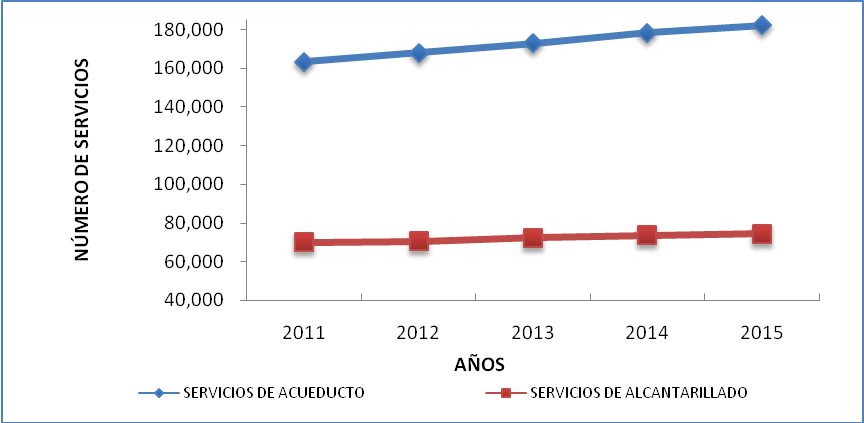 NÚMERO DE SERVICIOS
180,000
160,000
140,000
120,000
100,000
80,000
60,000
40,000
2011 2012 2013 2014 2015
AÑOS
SERVICIOS DE ACUEDUCTO SERVICIOS DE ALCANTARILLADO